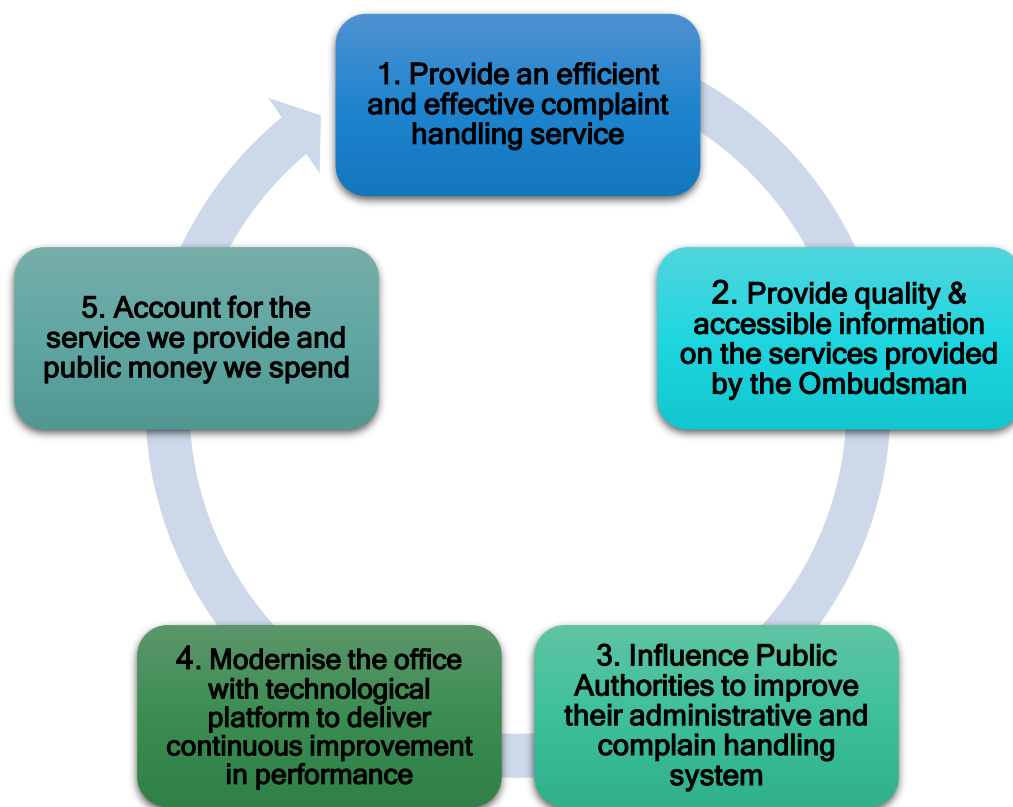 1. Provide an efficient
and effective complaint
handling service
2. Provide quality &
accessible information
on the services provided
by the Ombudsman
3. Influence Public
Authorities to improve
their administrative and
complain handling
system
4. Modernise the office
with technological
platform to deliver
continuous improvement
in performance
5. Account for the
service we provide and
public money we spend